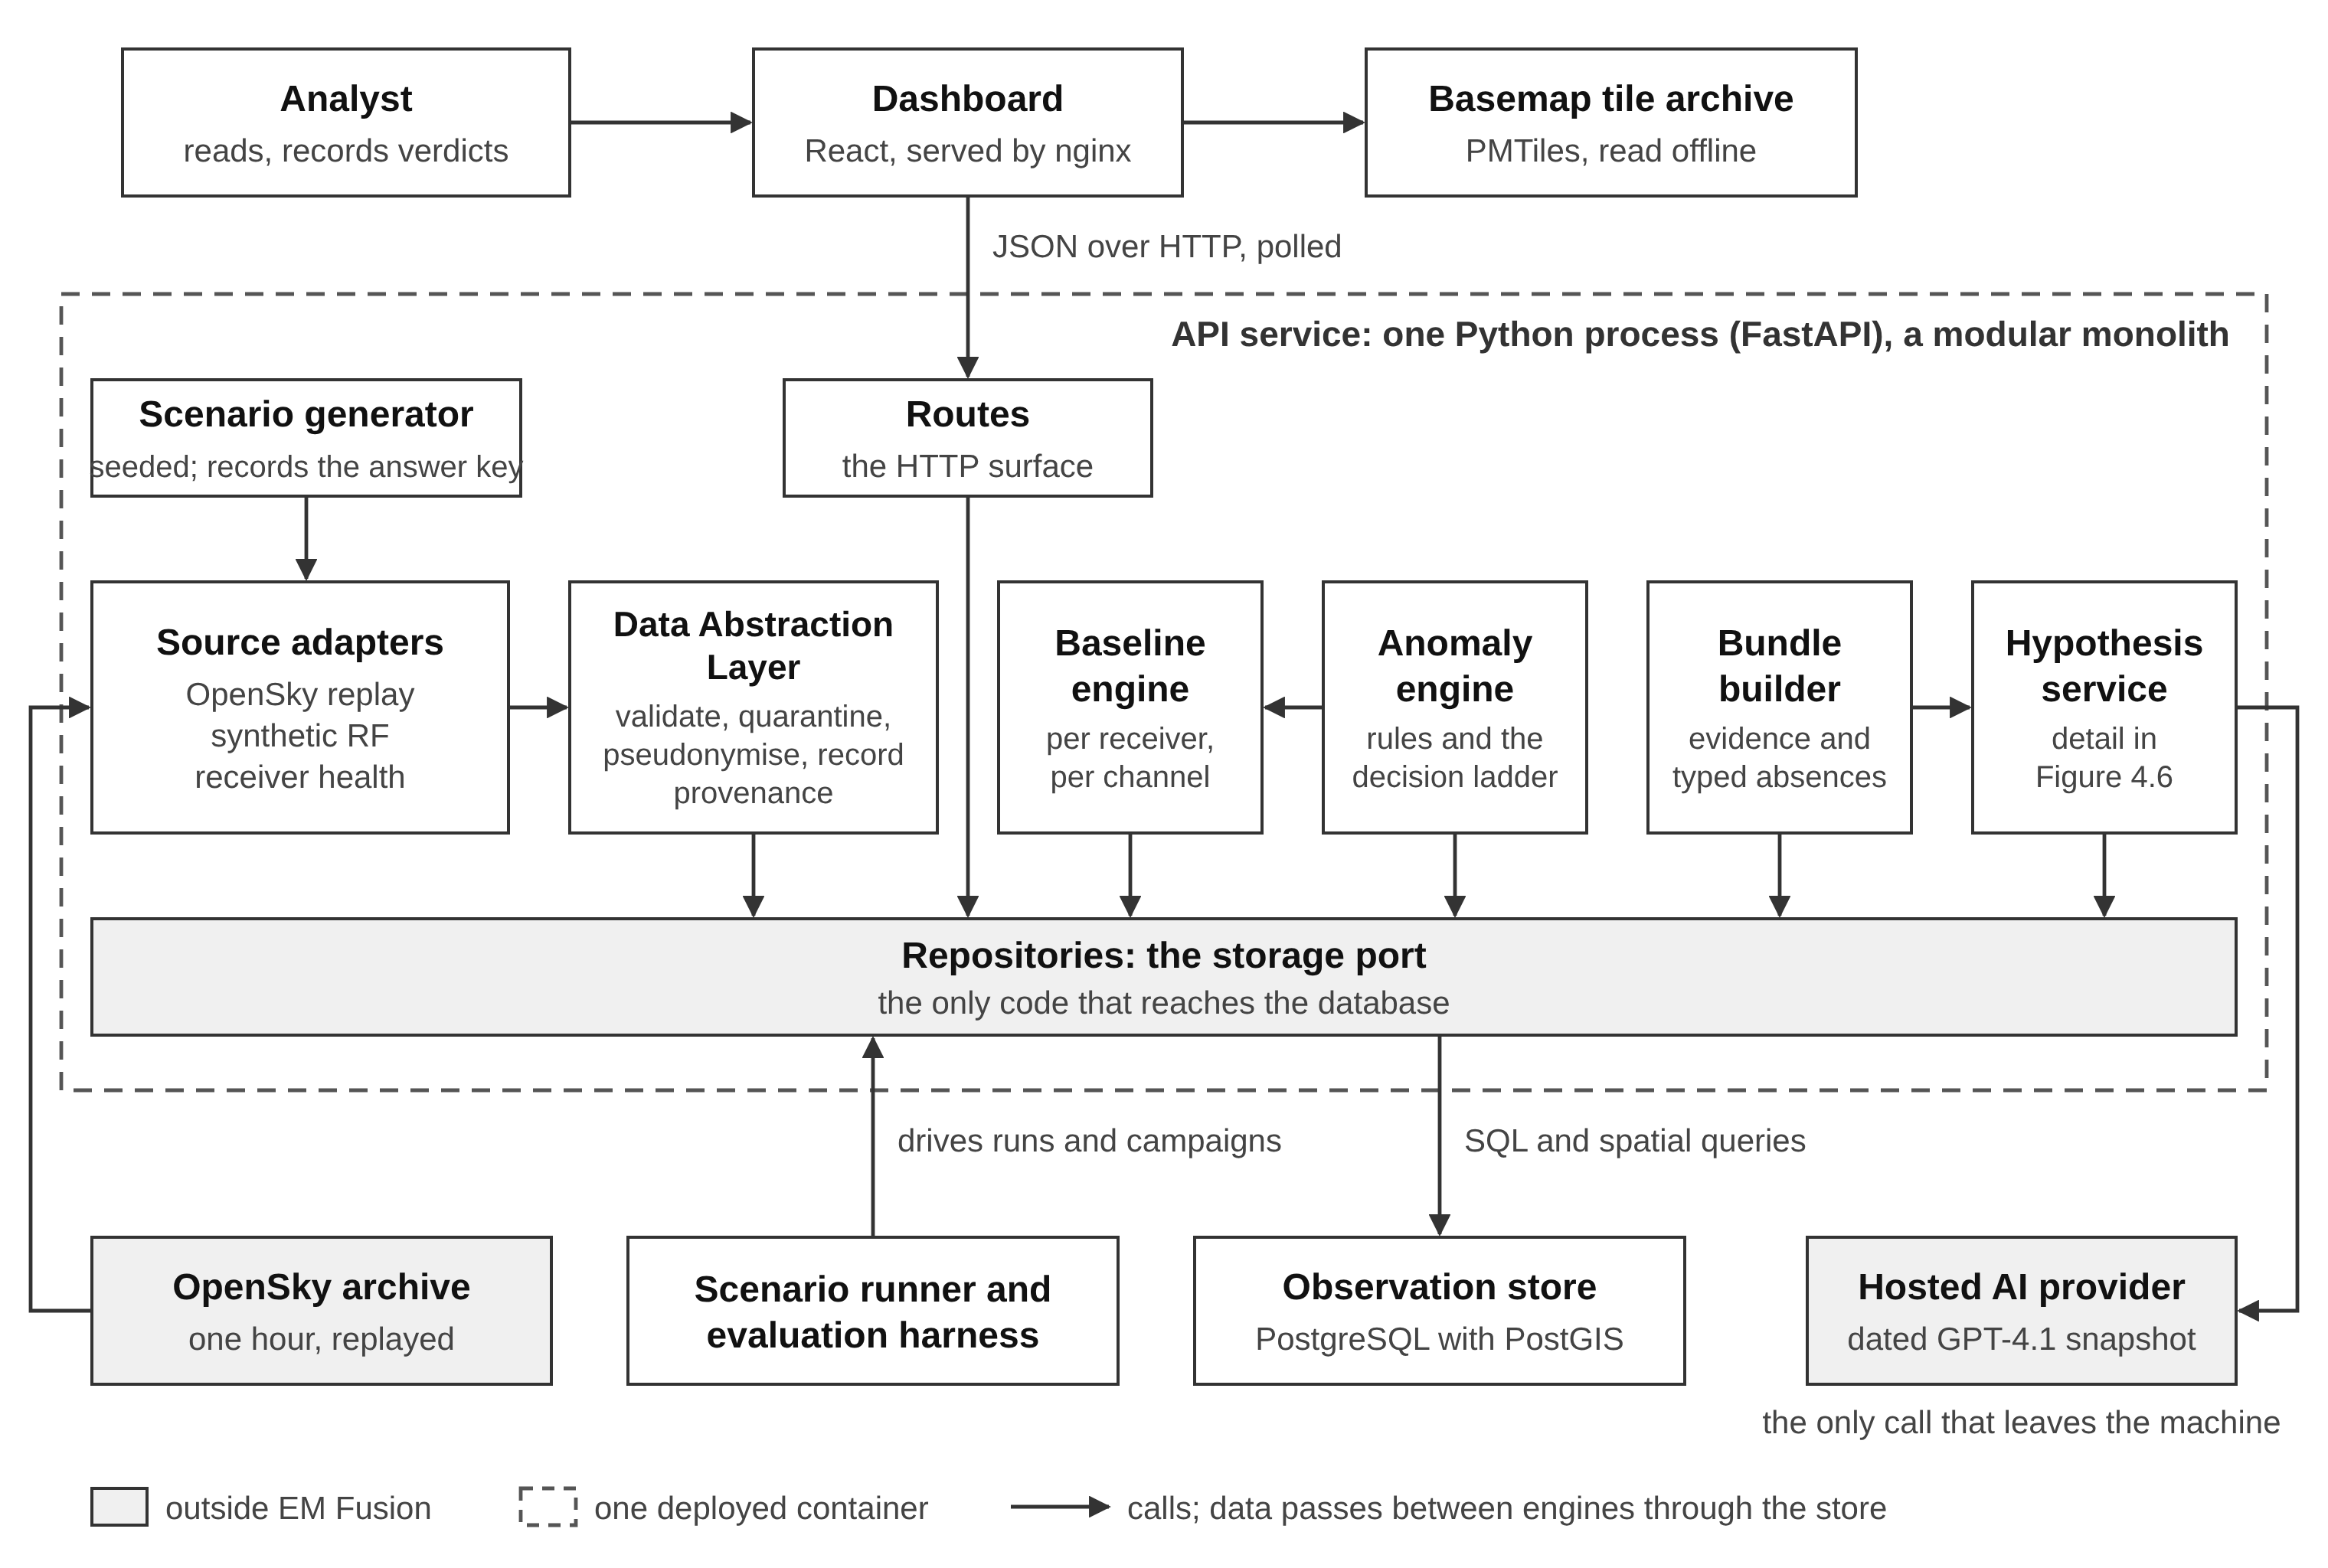 Analyst
reads, records verdicts
Dashboard
React, served by nginx
Basemap tile archive
PMTiles, read offline
JSON over HTTP, polled
API service: one Python process (FastAPI), a modular monolith
Scenario generator
seeded; records the answer key
Routes
the HTTP surface
Source adapters
OpenSky replay
synthetic RF
receiver health
Data Abstraction
Layer
validate, quarantine,
pseudonymise, record
provenance
Baseline
engine
per receiver,
per channel
Anomaly
engine
rules and the
decision ladder
Bundle
builder
evidence and
typed absences
Hypothesis
service
detail in
Figure 4.6
Repositories: the storage port
the only code that reaches the database
drives runs and campaigns
SQL and spatial queries
OpenSky archive
one hour, replayed
Scenario runner and
evaluation harness
Observation store
PostgreSQL with PostGIS
Hosted AI provider
dated GPT-4.1 snapshot
the only call that leaves the machine
outside EM Fusion
one deployed container
calls; data passes between engines through the store